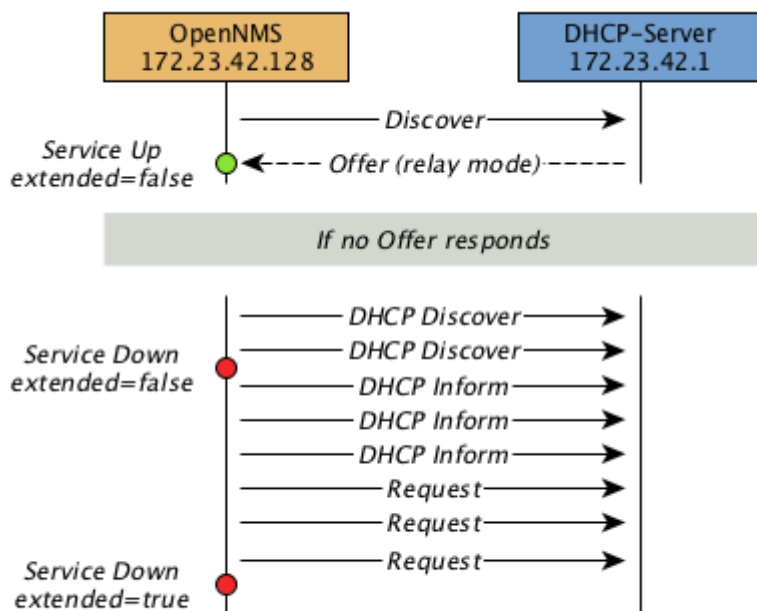 OpenNMS
172.23.42.128
DHCP-Server
172.23.42.1
Discover
Service Up
extended=false
Offer (relay mode)
If no Offer responds
DHCP Discover
DHCP Discover
Service Down
extended=false
DHCP Inform
DHCP Inform
DHCP Inform
Request
Request
Request
Service Down
extended=true